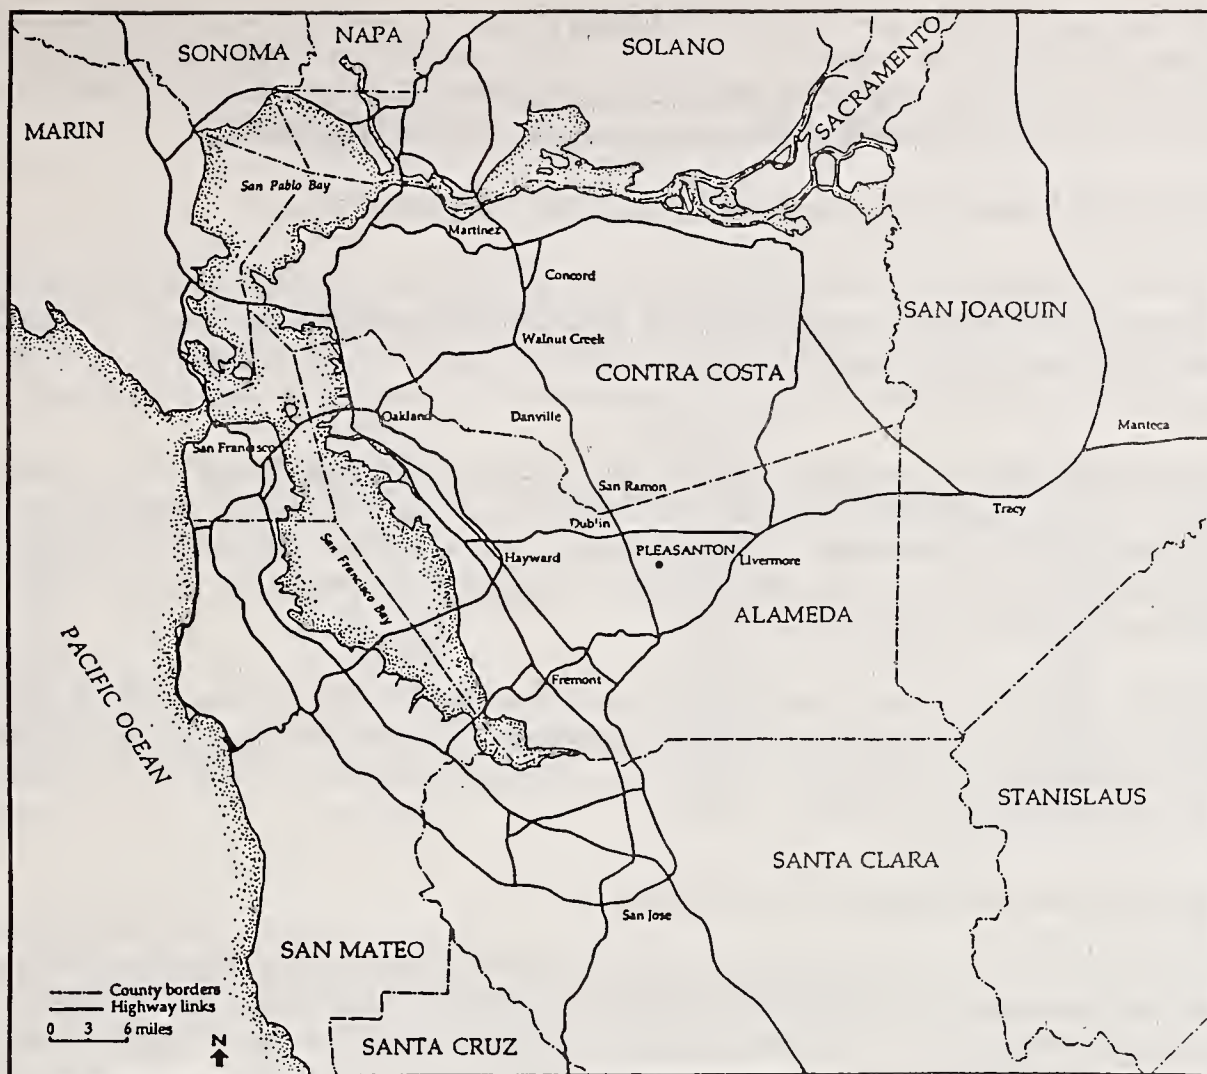 NAPA
SONOMA
SOLANO
SACRAMENTO
MARIN
San Pablo Bay
Martinez
Concord
SAN JOAQUIN
Walnut Creek
CONTRA COSTA
Oakland
Danville
Manteca
San Francisco
San Ramon
Tracy
Dublin
San Francisco Bay
Hayward
PLEASANTON
Livermore
ALAMEDA
PACIFIC OCEAN
Fremont
STANISLAUS
SANTA CLARA
San Jose
SAN MATEO
County borders
Highway links
0 3 6 miles
N
SANTA CRUZ